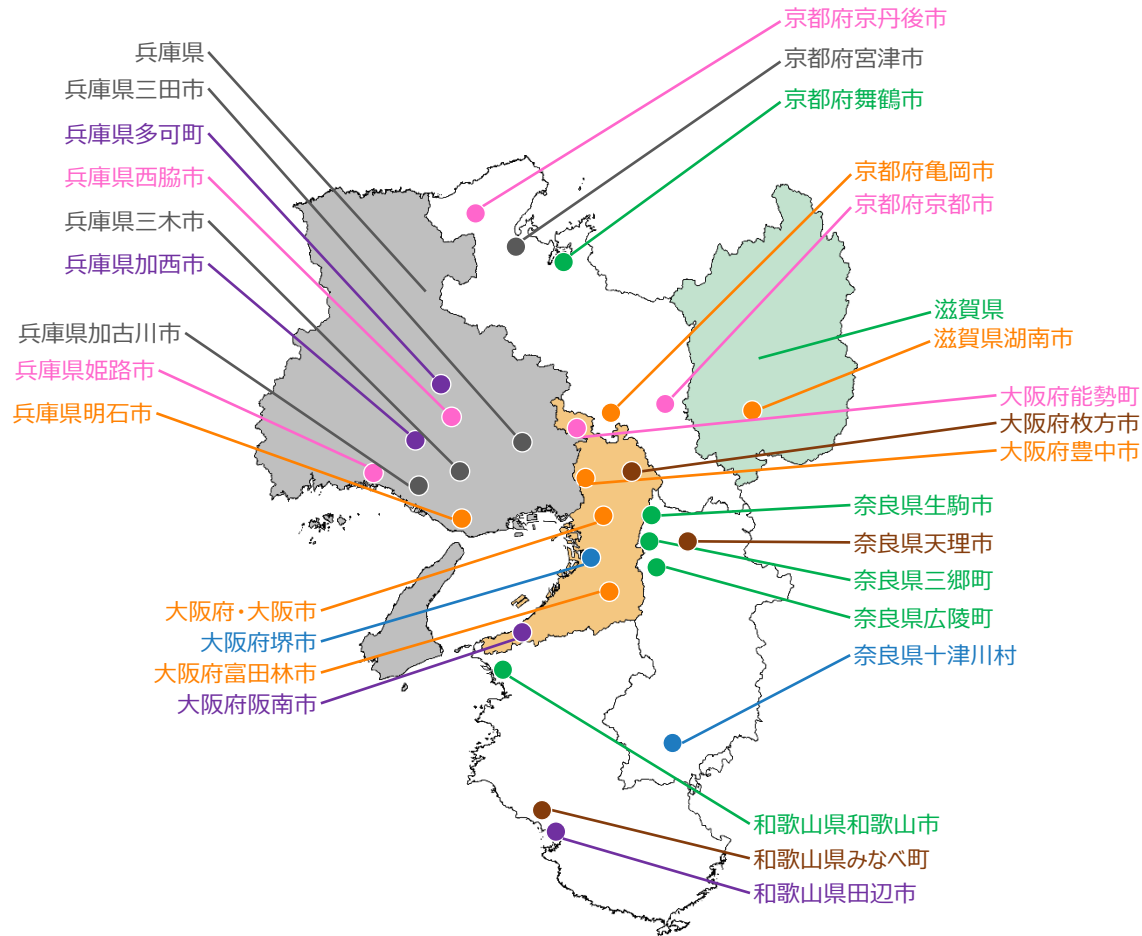 兵庫県
兵庫県三田市
兵庫県多可町
兵庫県西脇市
兵庫県三木市
兵庫県加西市
兵庫県加古川市
兵庫県姫路市
兵庫県明石市
大阪府・大阪市
大阪府堺市
大阪府富田林市
大阪府阪南市
京都府京丹後市
京都府宮津市
京都府舞鶴市
京都府亀岡市
京都府京都市
滋賀県
滋賀県湖南市
大阪府能勢町
大阪府枚方市
大阪府豊中市
奈良県生駒市
奈良県天理市
奈良県三郷町
奈良県広陵町
奈良県十津川村
和歌山県和歌山市
和歌山県みなべ町
和歌山県田辺市